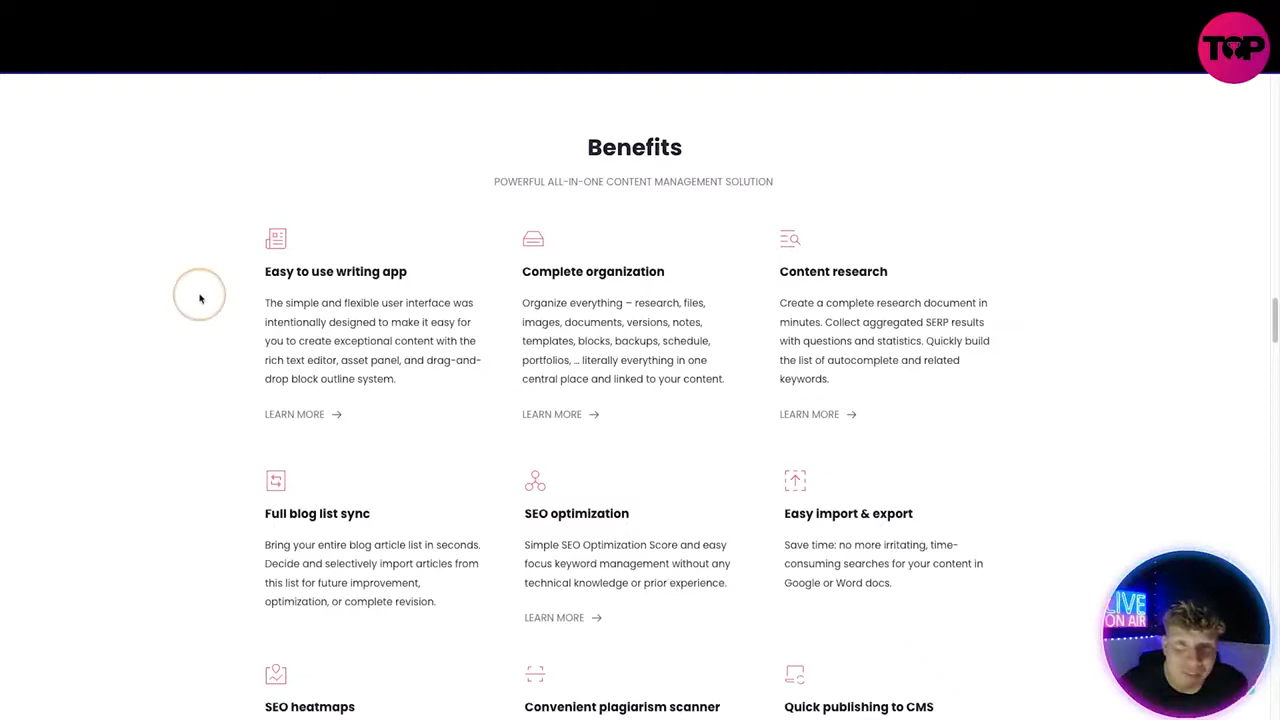 TOP
Benefits
POWERFUL ALL-IN-ONE CONTENT MANAGEMENT SOLUTION
Easy to use writing app
The simple and flexible user interface was
intentionally designed to make it easy for
you to create exceptional content with the
rich text editor, asset panel, and drag-and-
drop block outline system.
LEARN MORE
Complete organization
Organize everything – research, files,
images, documents, versions, notes,
templates, blocks, backups, schedule,
portfolios, ... literally everything in one
central place and linked to your content.
LEARN MORE
Content research
Create a complete research document in
minutes. Collect aggregated SERP results
with questions and statistics. Quickly build
the list of autocomplete and related
keywords.
LEARN MORE
Full blog list sync
Bring your entire blog article list in seconds.
Decide and selectively import articles from
this list for future improvement,
optimization, or complete revision.
SEO optimization
Simple SEO Optimization Score and easy
focus keyword management without any
technical knowledge or prior experience.
LEARN MORE
Easy import & export
Save time: no more irritating, time-
consuming searches for your content in
Google or Word docs.
SEO heatmaps
Convenient plagiarism scanner
Quick publishing to CMS
LIVE
ON AIR